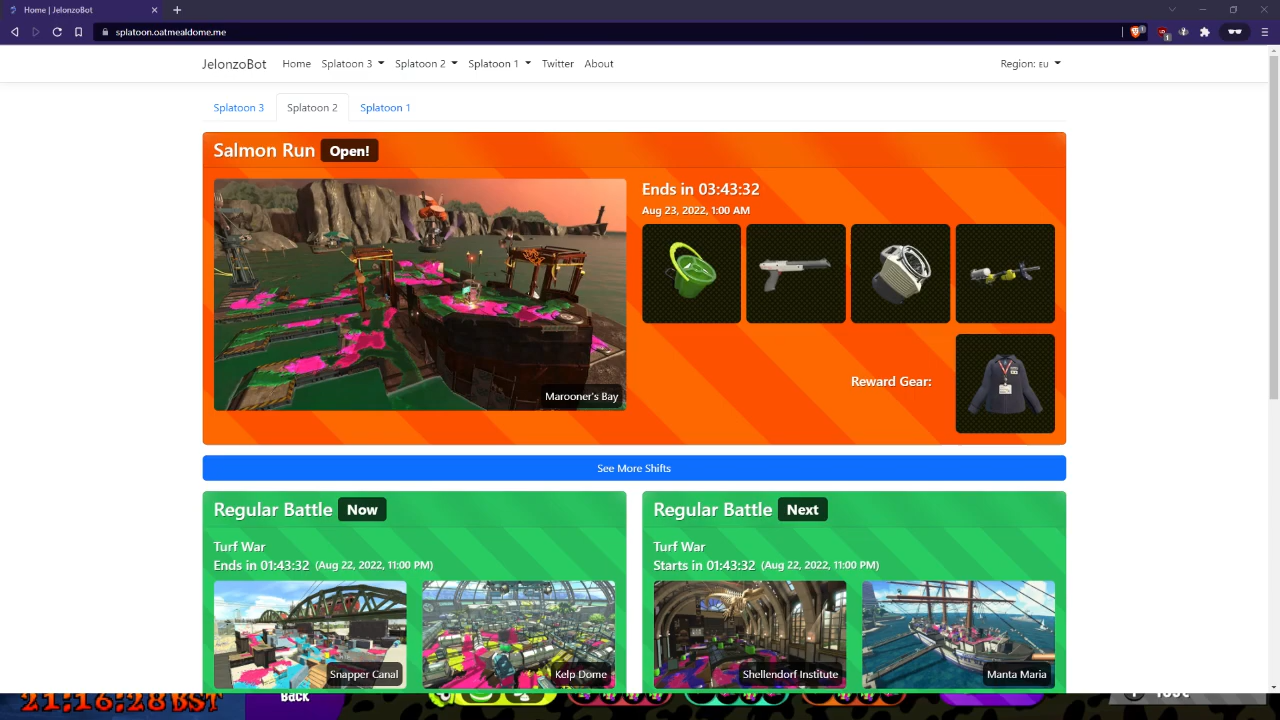 Home | JelonzoBot
splatoon.oatmealdome.me
JelonzoBot Home Splatoon 3 Splatoon 2 Splatoon 1 Twitter About Region: EU
Splatoon 3 Splatoon 2 Splatoon 1
Salmon Run Open!
Ends in 03:43:32
Aug 23, 2022, 1:00 AM
Marooner's Bay
Reward Gear:
See More Shifts
Regular Battle Now
Turf War
Ends in 01:43:32 (Aug 22, 2022, 11:00 PM)
Snapper Canal
Kelp Dome
Regular Battle Next
Turf War
Starts in 01:43:32 (Aug 22, 2022, 11:00 PM)
Shellendorf Institute
Manta Maria
21:16:28 BST
Back